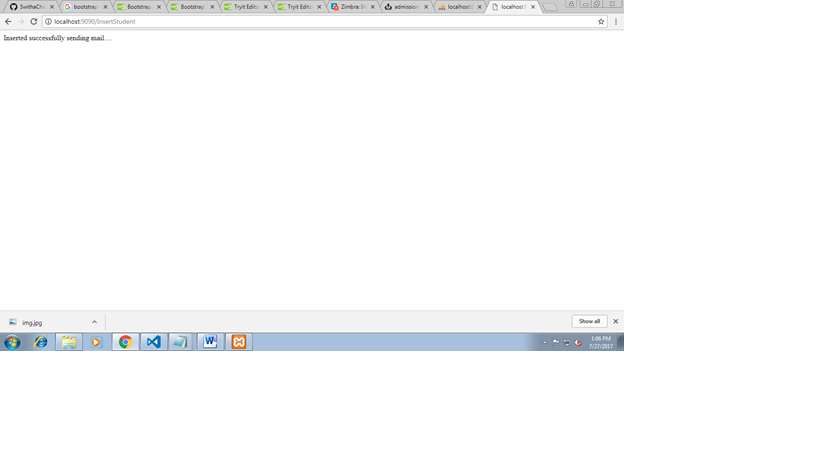 SwithaChe
bootstrap
Bootstrap
Bootstrap
Tryit Edito
Tryit Edito
Zimbra: In
admission
localhost:
localhost:
localhost:9090/InsertStudent
Inserted successfully sending mail....
img.jpg
Show all
1:06 PM
7/27/2017